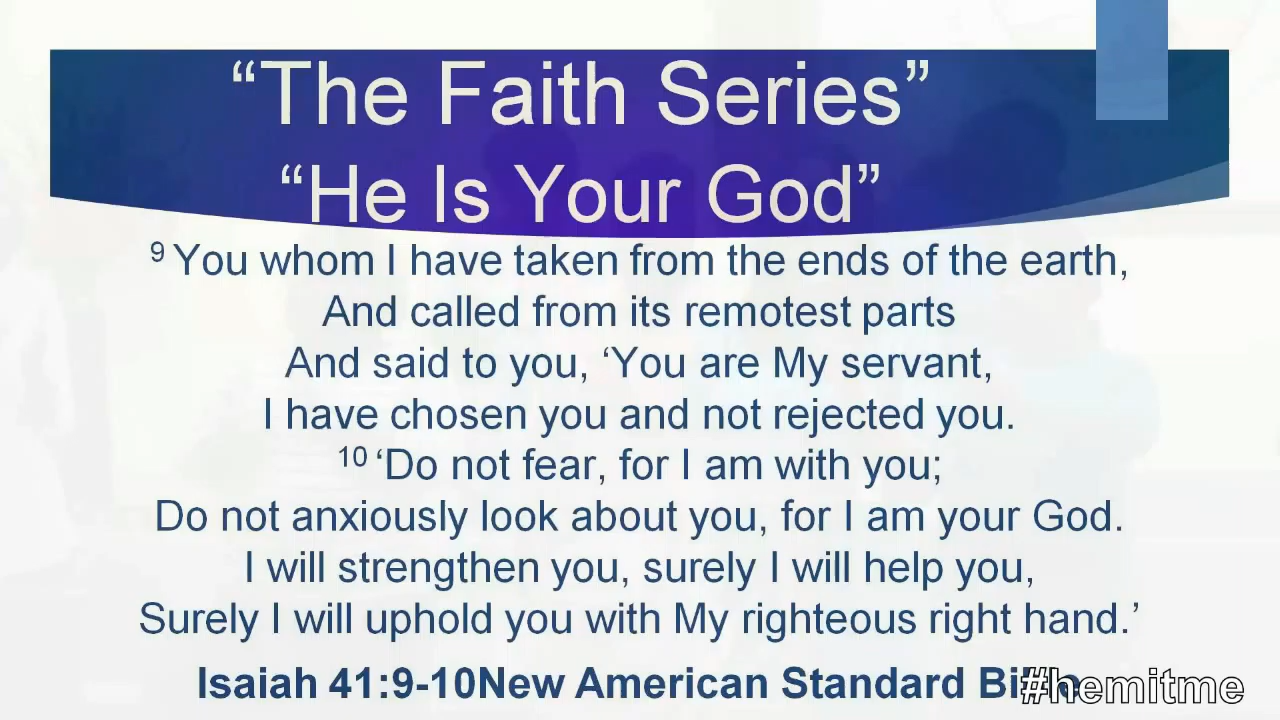 “The Faith Series”
“He Is Your God”
9 You whom I have taken from the ends of the earth,
And called from its remotest parts
And said to you, ‘You are My servant,
I have chosen you and not rejected you.
10 ‘Do not fear, for I am with you;
Do not anxiously look about you, for I am your God.
I will strengthen you, surely I will help you,
Surely I will uphold you with My righteous right hand.’
Isaiah 41:9-10New American Standard Bible
#hemitme